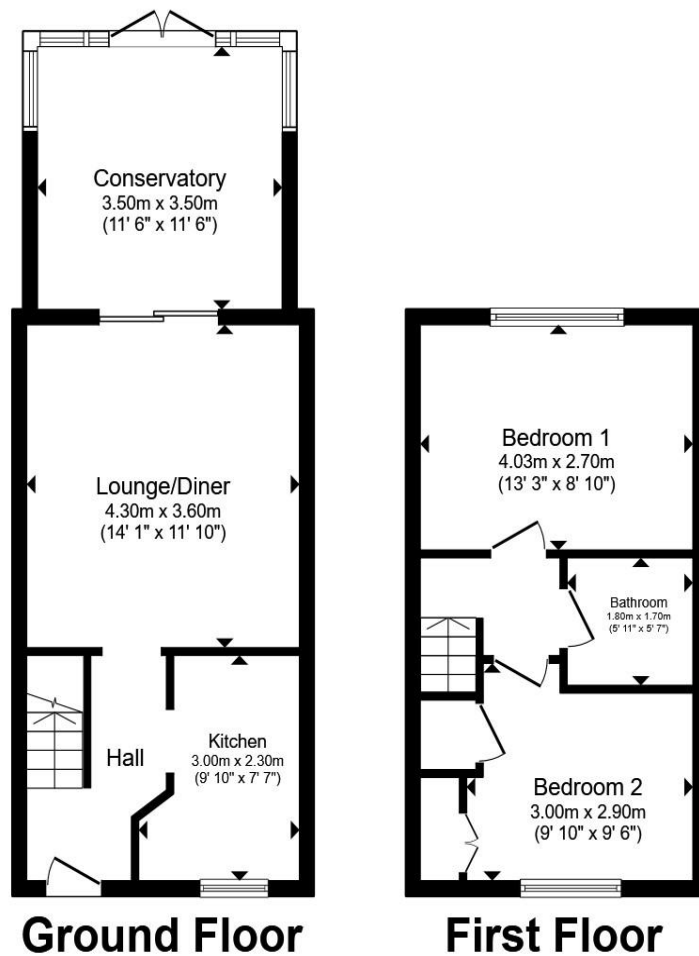 Conservatory
3.50m x 3.50m
(11' 6" x 11' 6")
Lounge/Diner
4.30m x 3.60m
(14' 1" x 11' 10")
Hall
Kitchen
3.00m x 2.30m
(9' 10" x 7' 7")
Ground Floor
Bedroom 1
4.03m x 2.70m
(13' 3" x 8' 10")
Bathroom
1.80m x 1.70m
(5' 11" x 5' 7")
Bedroom 2
3.00m x 2.90m
(9' 10" x 9' 6")
First Floor